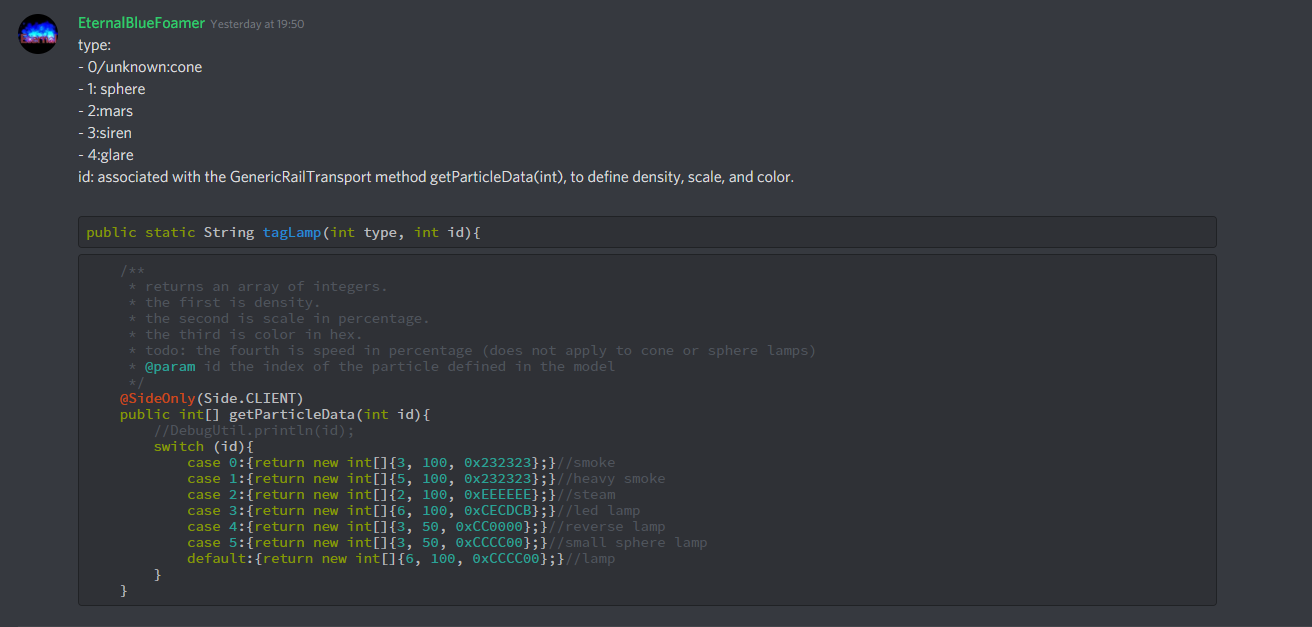 EternalBlueFoamer Yesterday at 19:50
type:
- 0/unknown:cone
- 1: sphere
- 2:mars
- 3:siren
- 4:glare
id: associated with the GenericRailTransport method getParticleData(int), to define density, scale, and color.
public static String tagLamp(int type, int id){
/**
* returns an array of integers.
* the first is density.
* the second is scale in percentage.
* the third is color in hex.
* todo: the fourth is speed in percentage (does not apply to cone or sphere lamps)
* @param id the index of the particle defined in the model
*/
@SideOnly(Side.CLIENT)
public int[] getParticleData(int id){
//DebugUtil.println(id);
switch (id){
case 0:{return new int[]{3, 100, 0x232323};}//smoke
case 1:{return new int[]{5, 100, 0x232323};}//heavy smoke
case 2:{return new int[]{2, 100, 0xEEEEEE};}//steam
case 3:{return new int[]{6, 100, 0xCECDCB};}//led lamp
case 4:{return new int[]{3, 50, 0xCC0000};}//reverse lamp
case 5:{return new int[]{3, 50, 0xCCCC00};}//small sphere lamp
default:{return new int[]{6, 100, 0xCCCC00};}//lamp
}
}